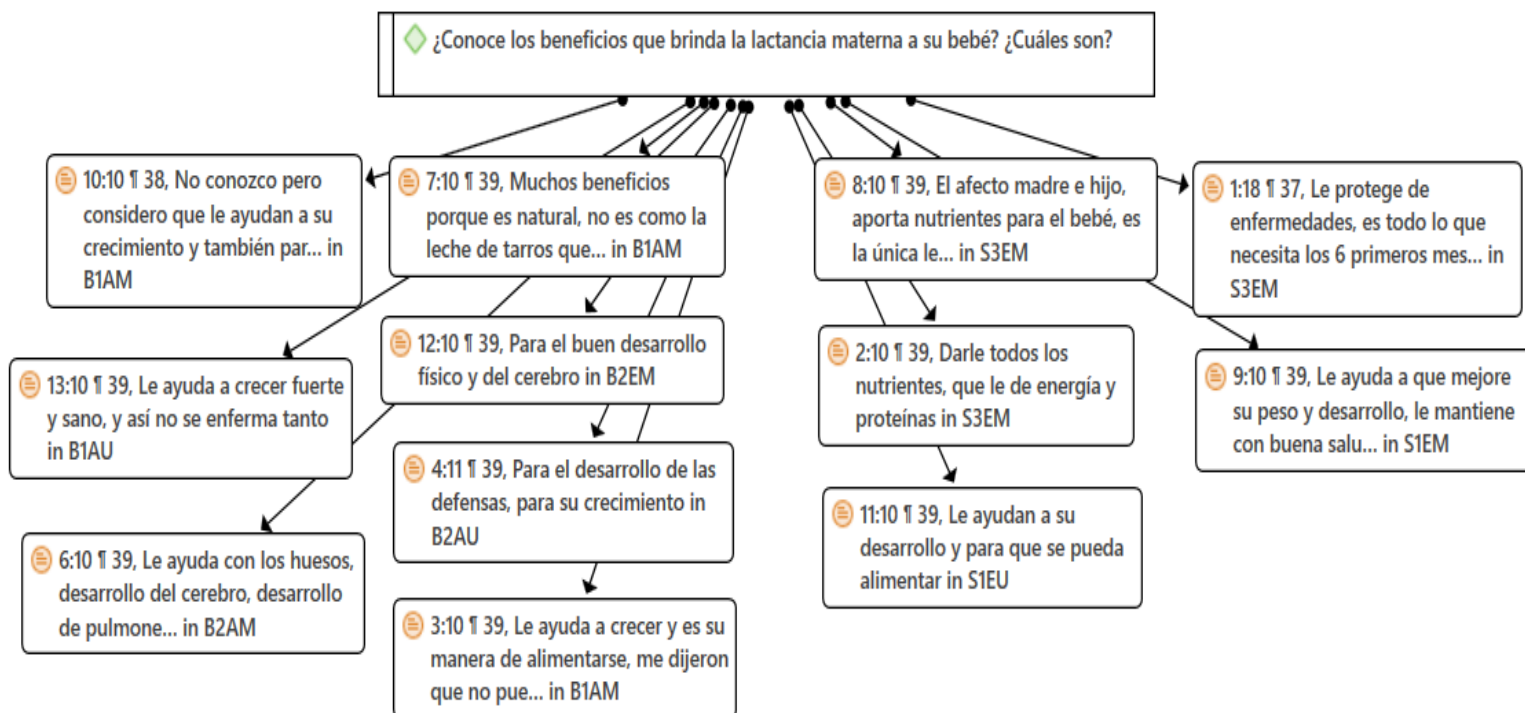 ¿Conoce los beneficios que brinda la lactancia materna a su bebé? ¿Cuáles son?
10:10 ¶ 38, No conozco pero
considero que le ayudan a su
crecimiento y también par... in
B1AM
7:10 ¶ 39, Muchos beneficios
porque es natural, no es como la
leche de tarros que... in B1AM
8:10 ¶ 39, El afecto madre e hijo,
aporta nutrientes para el bebé, es
la única le... in S3EM
1:18 ¶ 37, Le protege de
enfermedades, es todo lo que
necesita los 6 primeros mes... in
S3EM
13:10 ¶ 39, Le ayuda a crecer fuerte
y sano, y así no se enferma tanto
in B1AU
12:10 ¶ 39, Para el buen desarrollo
físico y del cerebro in B2EM
2:10 ¶ 39, Darle todos los
nutrientes, que le de energía y
proteínas in S3EM
9:10 ¶ 39, Le ayuda a que mejore
su peso y desarrollo, le mantiene
con buena salu... in S1EM
6:10 ¶ 39, Le ayuda con los huesos,
desarrollo del cerebro, desarrollo
de pulmone... in B2AM
4:11 ¶ 39, Para el desarrollo de las
defensas, para su crecimiento in
B2AU
11:10 ¶ 39, Le ayudan a su
desarrollo y para que se pueda
alimentar in S1EU
3:10 ¶ 39, Le ayuda a crecer y es su
manera de alimentarse, me dijeron
que no pue... in B1AM